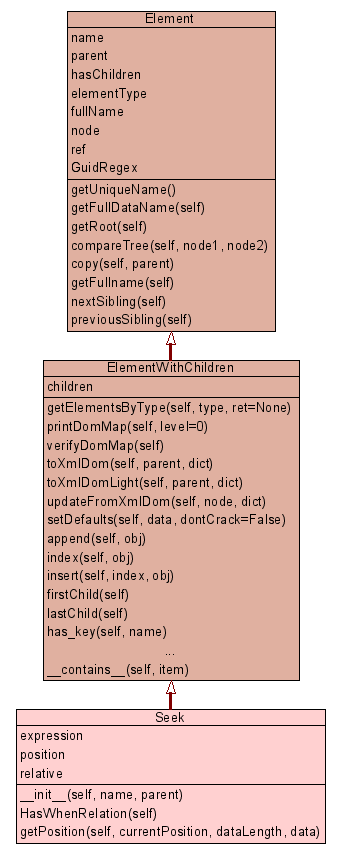 Element
name
parent
hasChildren
elementType
fullName
node
ref
GuidRegex
getUniqueName()
getFullDataName(self)
getRoot(self)
compareTree(self, node1, node2)
copy(self, parent)
getFullname(self)
nextSibling(self)
previousSibling(self)
ElementWithChildren
children
getElementsByType(self, type, ret=None)
printDomMap(self, level=0)
verifyDomMap(self)
toXmlDom(self, parent, dict)
toXmlDomLight(self, parent, dict)
updateFromXmlDom(self, node, dict)
setDefaults(self, data, dontCrack=False)
append(self, obj)
index(self, obj)
insert(self, index, obj)
firstChild(self)
lastChild(self)
has_key(self, name)
...
__contains__(self, item)
Seek
expression
position
relative
__init__(self, name, parent)
HasWhenRelation(self)
getPosition(self, currentPosition, dataLength, data)